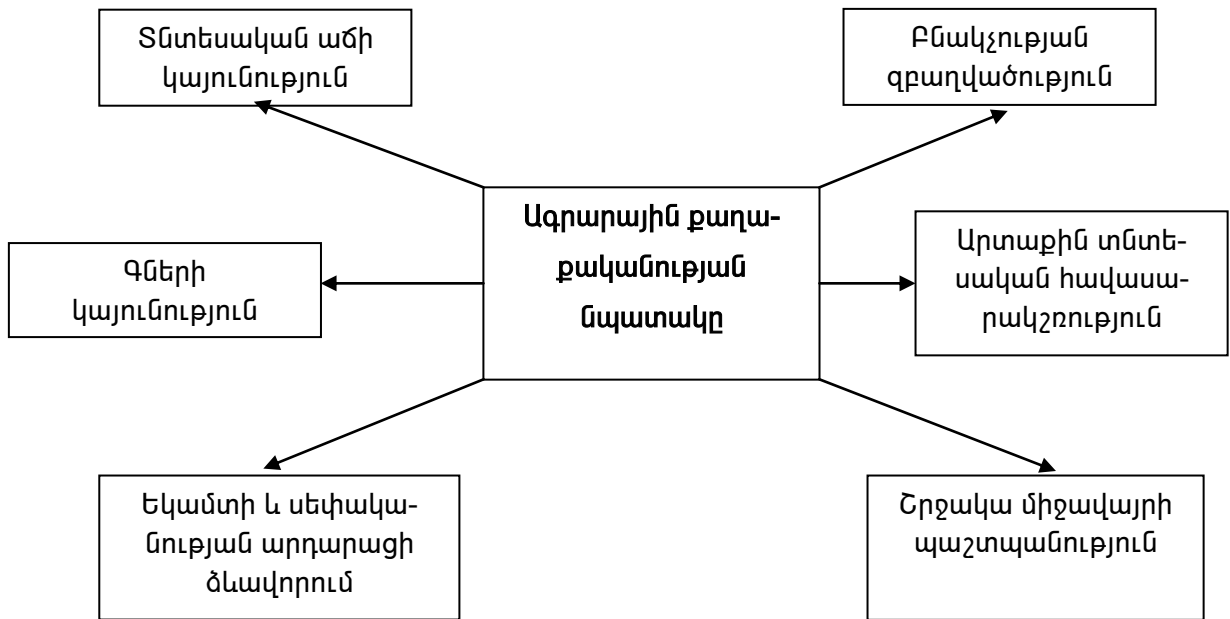 Տնտեսական աճի
կայունություն
Բնակչության
զբաղվածություն
Ագրարային քաղա-
քականության
նպատակը
Արտաքին տնտե-
սական հավասա-
րակշռություն
Գների
կայունություն
Եկամտի և սեփակա-
նության արդարացի
ձևավորում
Շրջակա միջավայրի
պաշտպանություն